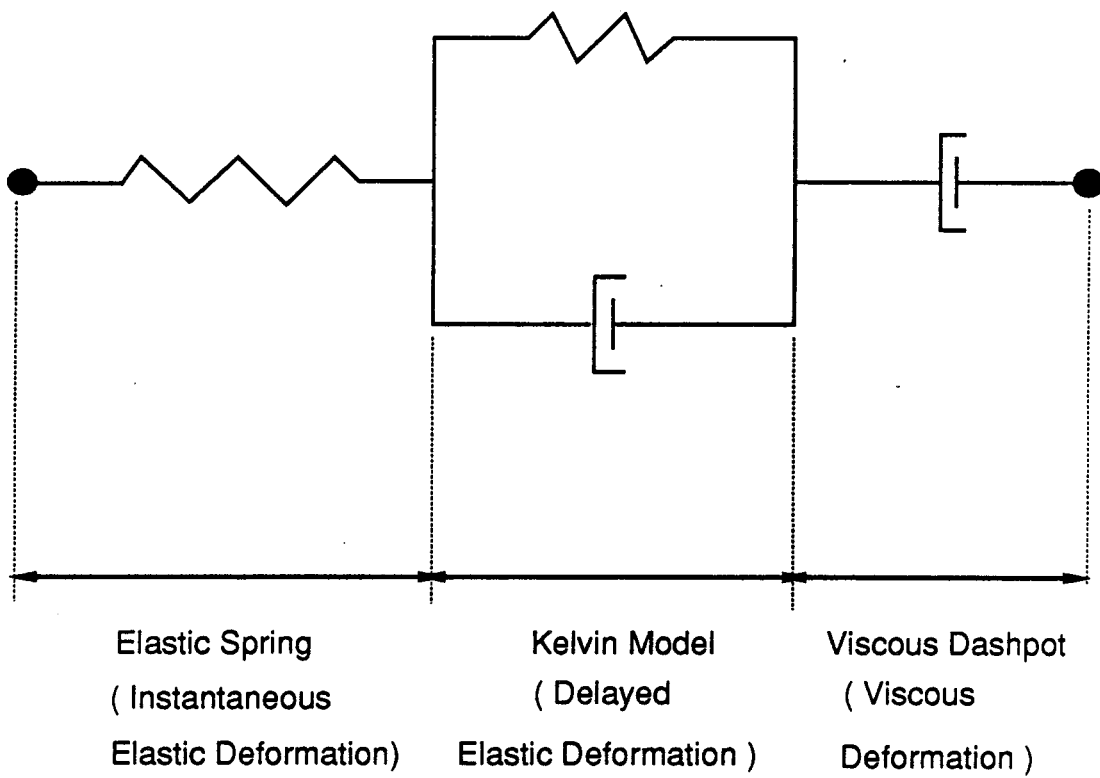 Elastic Spring
( Instantaneous
Elastic Deformation)
Kelvin Model
( Delayed
Elastic Deformation )
Viscous Dashpot
( Viscous
Deformation )